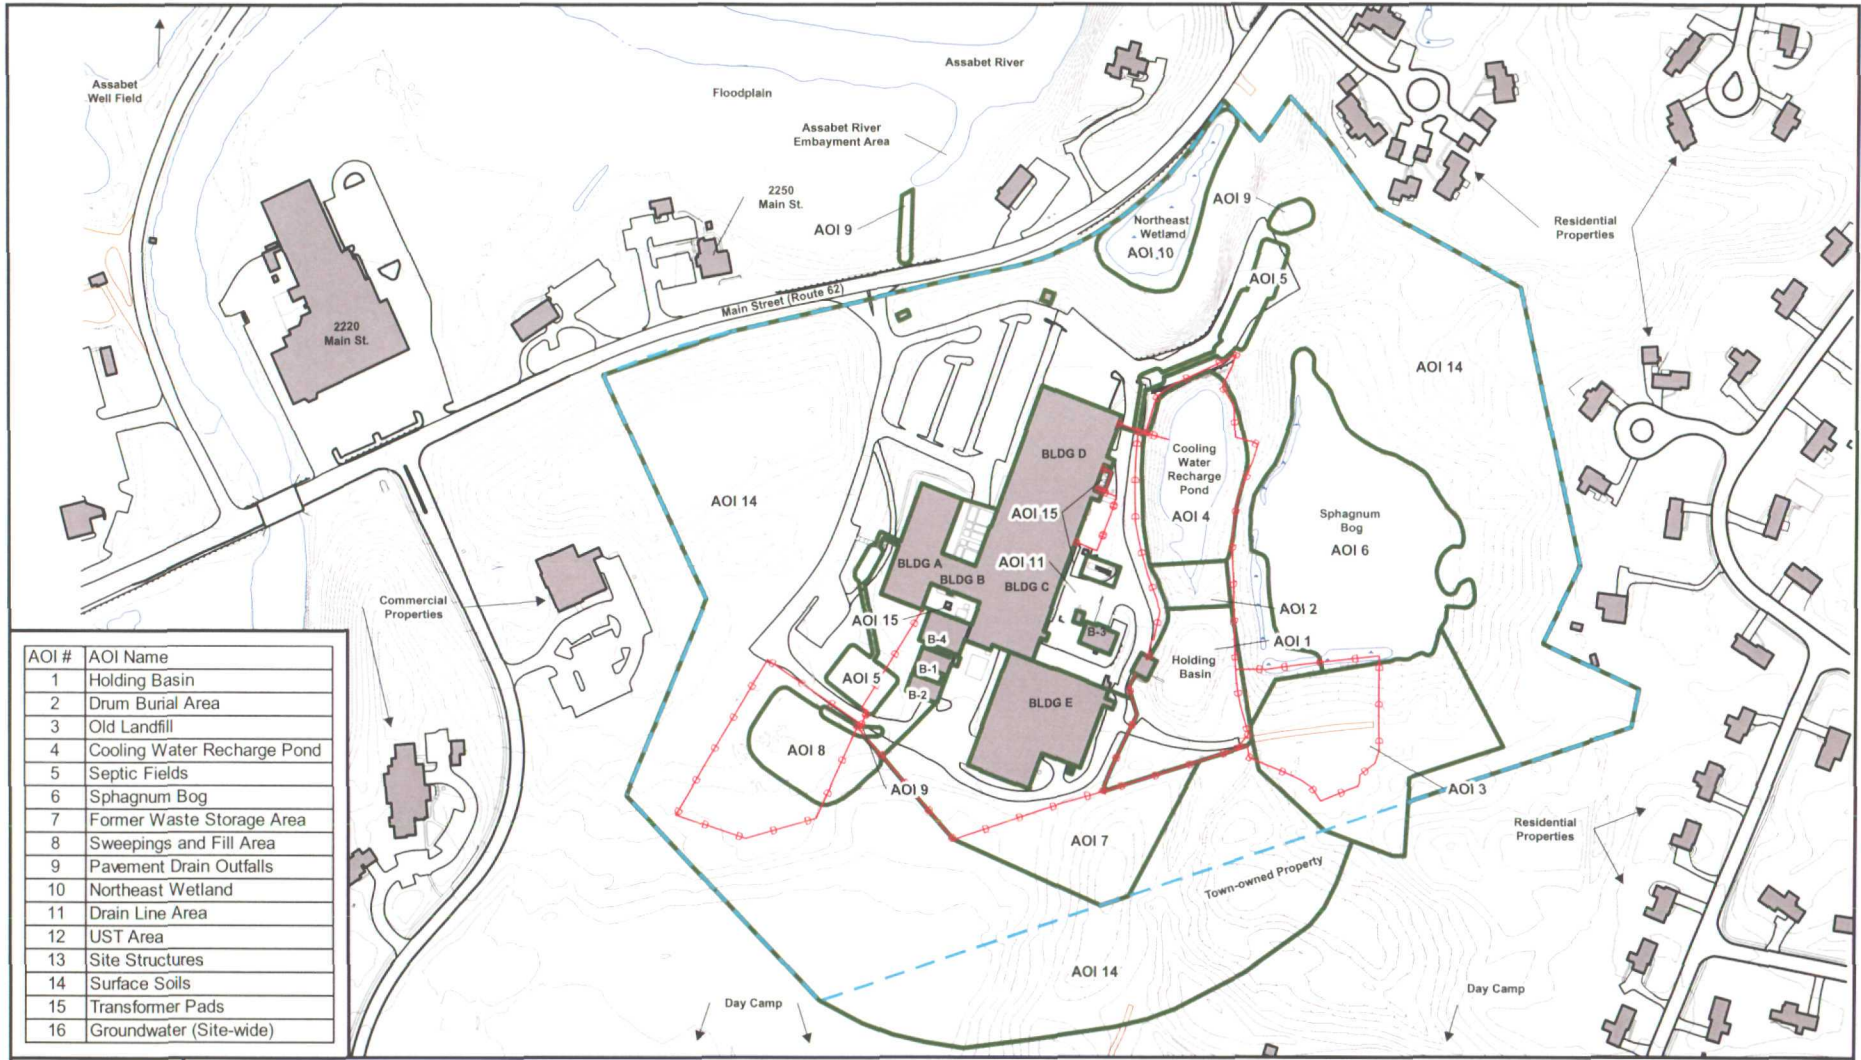 Assabet
Well Field
Floodplain
Assabet River
Assabet River
Embayment Area
2250
Main St.
AOI 9
Main Street (Route 62)
2220
Main St.
Northeast
Wetland
AOI 10
AOI 9
AOI 5
Residential
Properties
AOI 14
AOI 14
BLDG D
Cooling
Water
Recharge
Pond
AOI 4
AOI 15
AOI 11
Sphagnum
Bog
AOI 6
BLDG A
BLDG B
BLDG C
AOI 15
B-4
B-3
AOI 2
AOI 1
Commercial
Properties
B-1
B-2
AOI 5
Holding
Basin
BLDG E
AOI 8
AOI 9
AOI 3
AOI 7
Residential
Properties
Town-owned Property
AOI 14
Day Camp
Day Camp
AOI # AOI Name
1 Holding Basin
2 Drum Burial Area
3 Old Landfill
4 Cooling Water Recharge Pond
5 Septic Fields
6 Sphagnum Bog
7 Former Waste Storage Area
8 Sweepings and Fill Area
9 Pavement Drain Outfalls
10 Northeast Wetland
11 Drain Line Area
12 UST Area
13 Site Structures
14 Surface Soils
15 Transformer Pads
16 Groundwater (Site-wide)